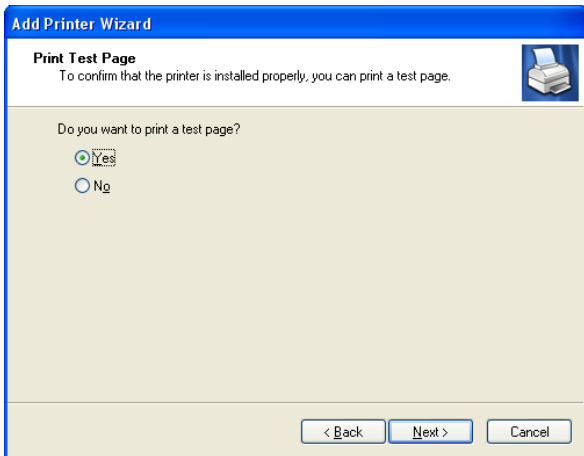 Add Printer Wizard
Print Test Page
To confirm that the printer is installed properly, you can print a test page.
Do you want to print a test page?
Yes
No
< Back Next > Cancel